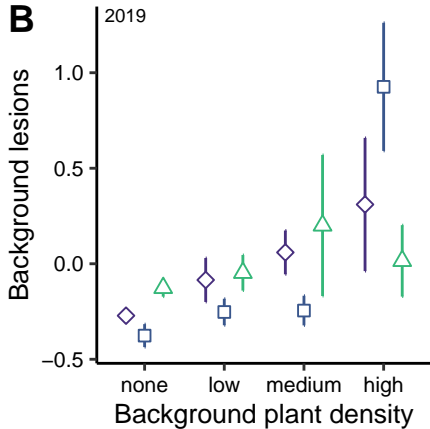 B
2019
Background lesions
1.0
0.5
0.0
−0.5
none low medium high
Background plant density